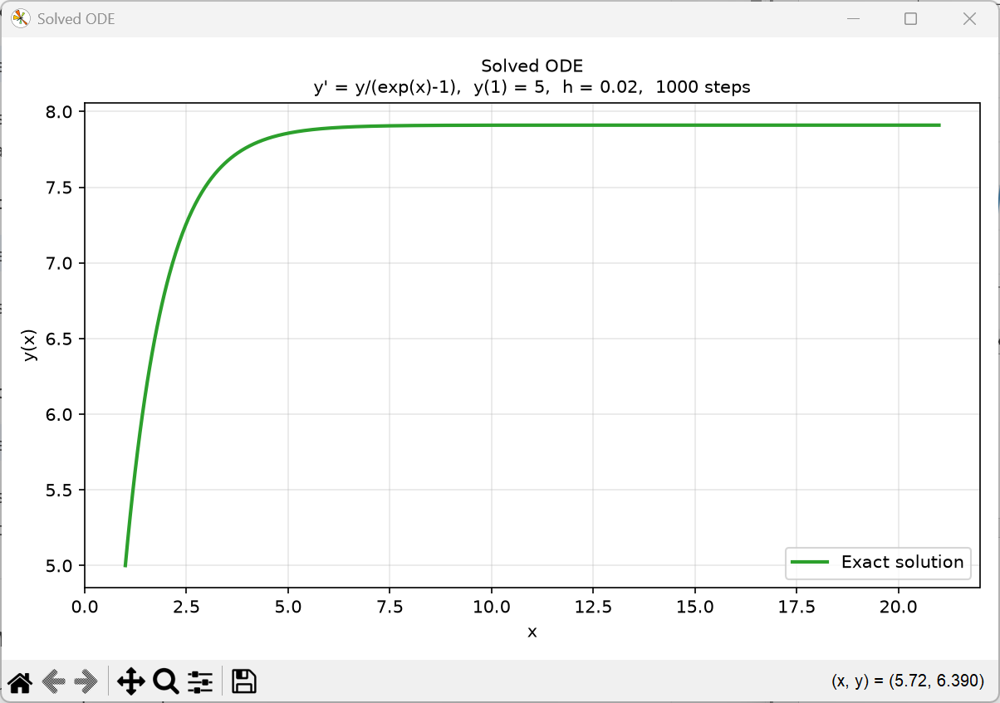 Solved ODE
Solved ODE
y' = y/(exp(x)-1),  y(1) = 5,  h = 0.02,  1000 steps
8.0
7.5
7.0
6.5
6.0
5.5
5.0
y(x)
Exact solution
0.0 2.5 5.0 7.5 10.0 12.5 15.0 17.5 20.0
x
(x, y) = (5.72, 6.390)